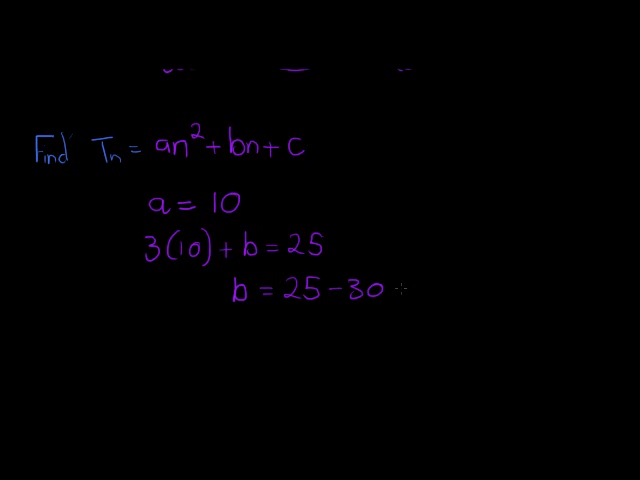 Find Tn = an² + bn + c
a = 10
3(10) + b = 25
b = 25 - 30